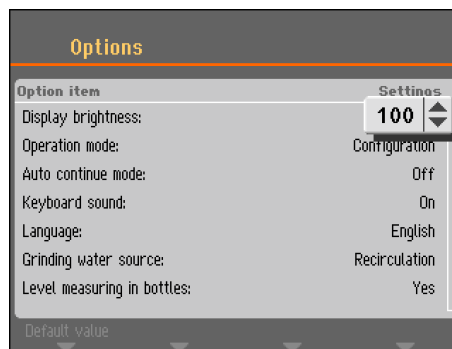 Options
Option item Settings
Display brightness: 100
Operation mode: Configuration
Auto continue mode: Off
Keyboard sound: On
Language: English
Grinding water source: Recirculation
Level measuring in bottles: Yes
Default value